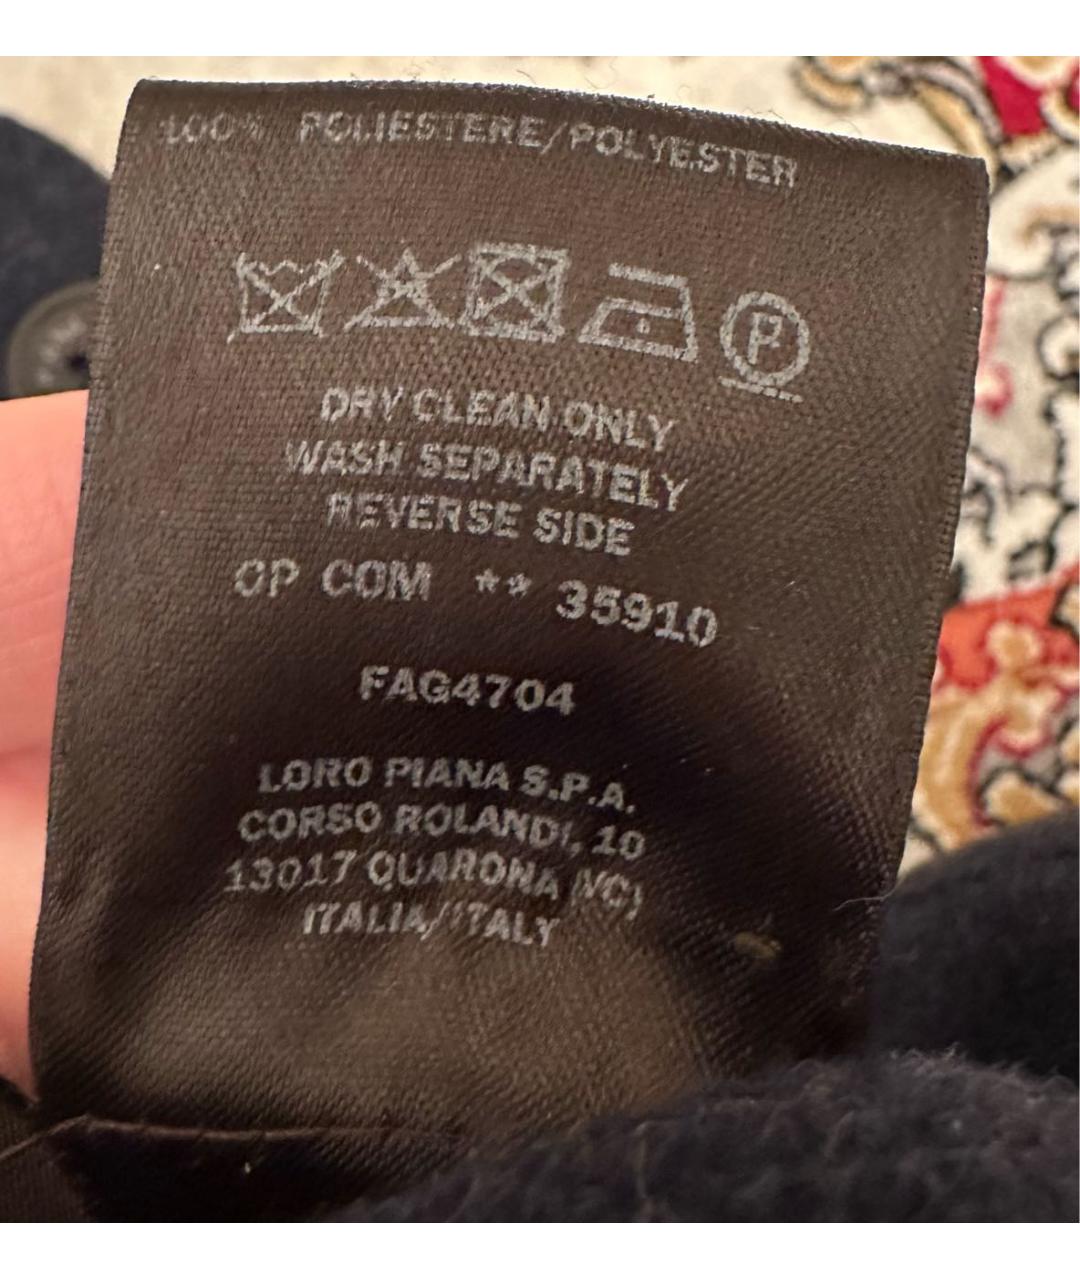 100% POLIESTERE/POLYESTER
P
DRY CLEAN ONLY
WASH SEPARATELY
REVERSE SIDE
OP COM ** 35910
FAG4704
LORO PIANA S.P.A.
CORSO ROLANDI, 10
13017 QUARONA (VC)
ITALIA/ITALY